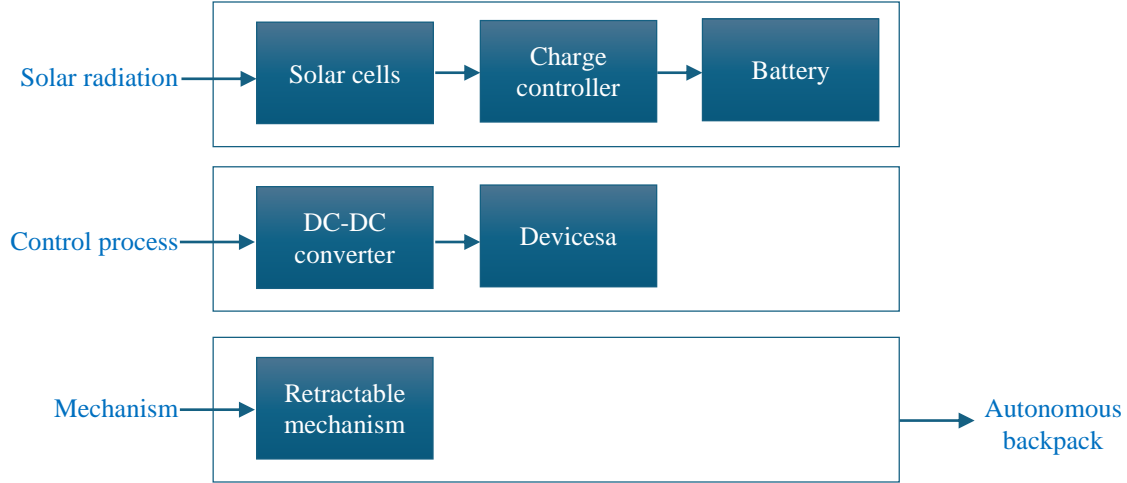 Solar radiation
Solar cells
Charge
controller
Battery
Control process
DC-DC
converter
Devicesa
Mechanism
Retractable
mechanism
Autonomous
backpack